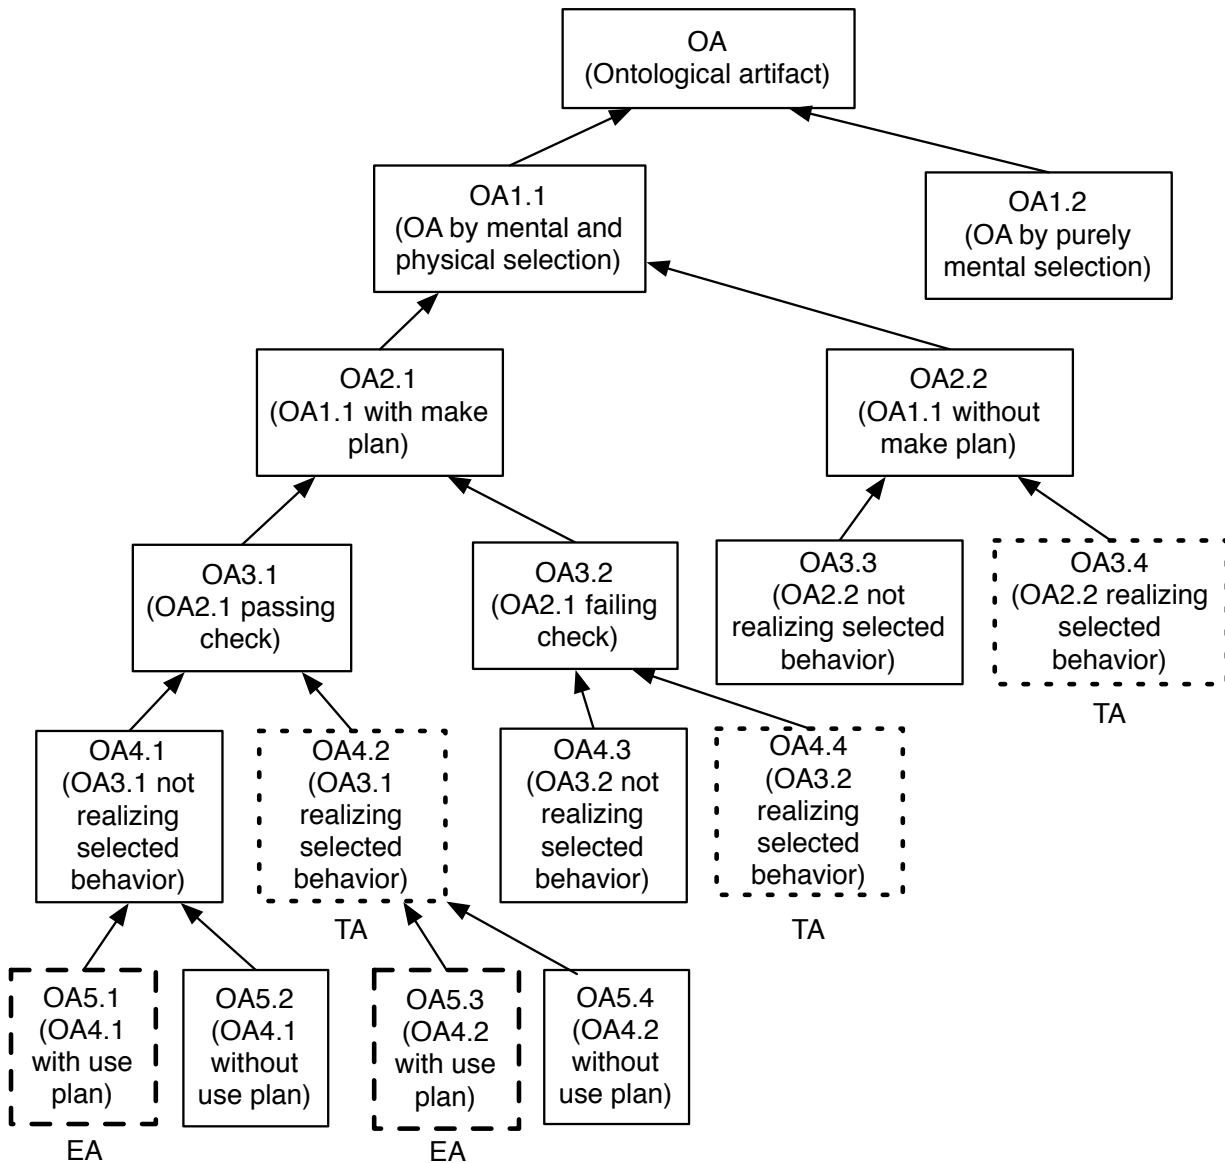 OA
(Ontological artifact)
OA1.1
(OA by mental and
physical selection)
OA1.2
(OA by purely
mental selection)
OA2.1
(OA1.1 with make
plan)
OA2.2
(OA1.1 without
make plan)
OA3.1
(OA2.1 passing
check)
OA3.2
(OA2.1 failing
check)
OA3.3
(OA2.2 not
realizing selected
behavior)
OA3.4
(OA2.2 realizing
selected
behavior)
TA
OA4.1
(OA3.1 not
realizing
selected
behavior)
OA4.2
(OA3.1
realizing
selected
behavior)
TA
OA4.3
(OA3.2 not
realizing
selected
behavior)
OA4.4
(OA3.2
realizing
selected
behavior)
TA
OA5.1
(OA4.1
with use
plan)
EA
OA5.2
(OA4.1
without
use plan)
OA5.3
(OA4.2
with use
plan)
EA
OA5.4
(OA4.2
without
use plan)